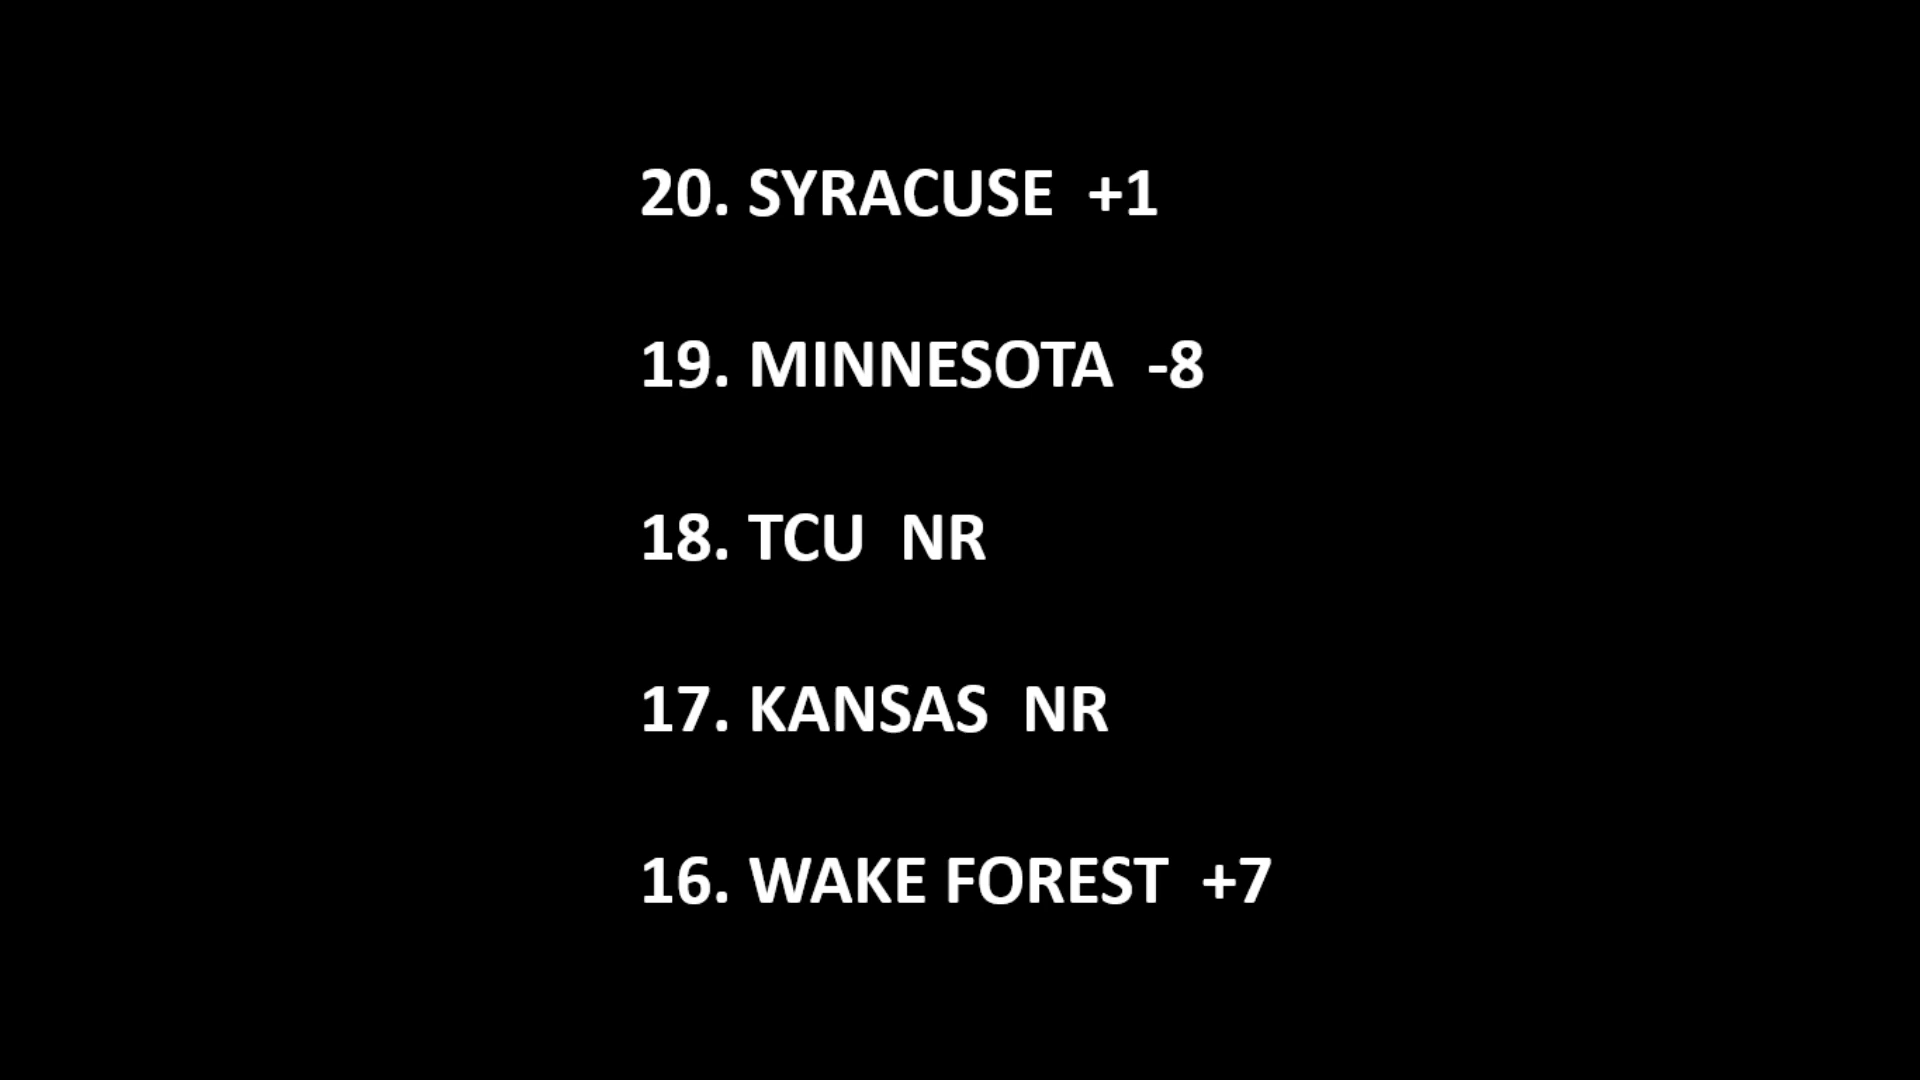 20. SYRACUSE  +1
19. MINNESOTA  -8
18. TCU  NR
17. KANSAS  NR
16. WAKE FOREST  +7